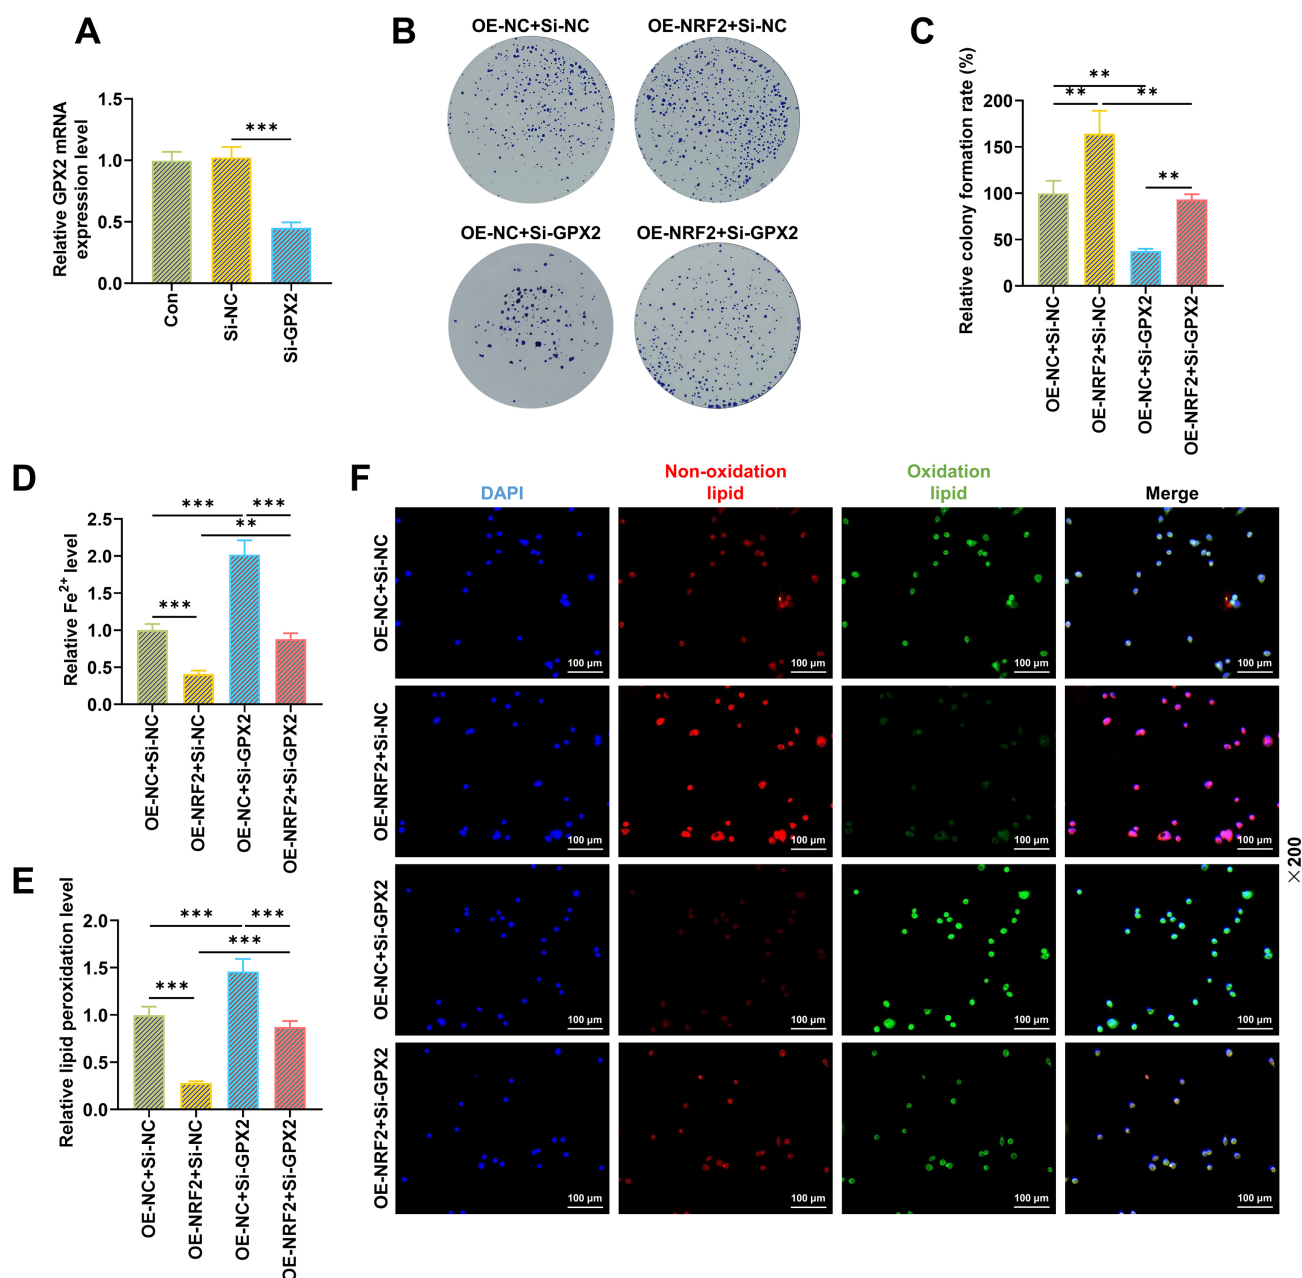 A
Relative GPX2 mRNA
expression level
1.5
1.0
0.5
0.0
***
Con
Si-NC
Si-GPX2
B
OE-NC+Si-NC
OE-NRF2+Si-NC
OE-NC+Si-GPX2
OE-NRF2+Si-GPX2
C
Relative colony formation rate (%)
200
150
100
50
0
**
**
**
**
OE-NC+Si-NC
OE-NRF2+Si-NC
OE-NC+Si-GPX2
OE-NRF2+Si-GPX2
D
Relative Fe²⁺ level
2.5
2.0
1.5
1.0
0.5
0.0
***
***
**
***
OE-NC+Si-NC
OE-NRF2+Si-NC
OE-NC+Si-GPX2
OE-NRF2+Si-GPX2
E
Relative lipid peroxidation level
2.0
1.5
1.0
0.5
0.0
***
***
***
***
OE-NC+Si-NC
OE-NRF2+Si-NC
OE-NC+Si-GPX2
OE-NRF2+Si-GPX2
F
DAPI
Non-oxidation
lipid
Oxidation
lipid
Merge
OE-NC+Si-NC
100 μm
100 μm
100 μm
100 μm
OE-NRF2+Si-NC
100 μm
100 μm
100 μm
100 μm
OE-NC+Si-GPX2
100 μm
100 μm
100 μm
100 μm
OE-NRF2+Si-GPX2
100 μm
100 μm
100 μm
100 μm
×200